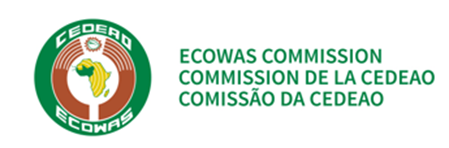 CEDEAO
ECOWAS
ECOWAS COMMISSION
COMMISSION DE LA CEDEAO
COMISSÃO DA CEDEAO